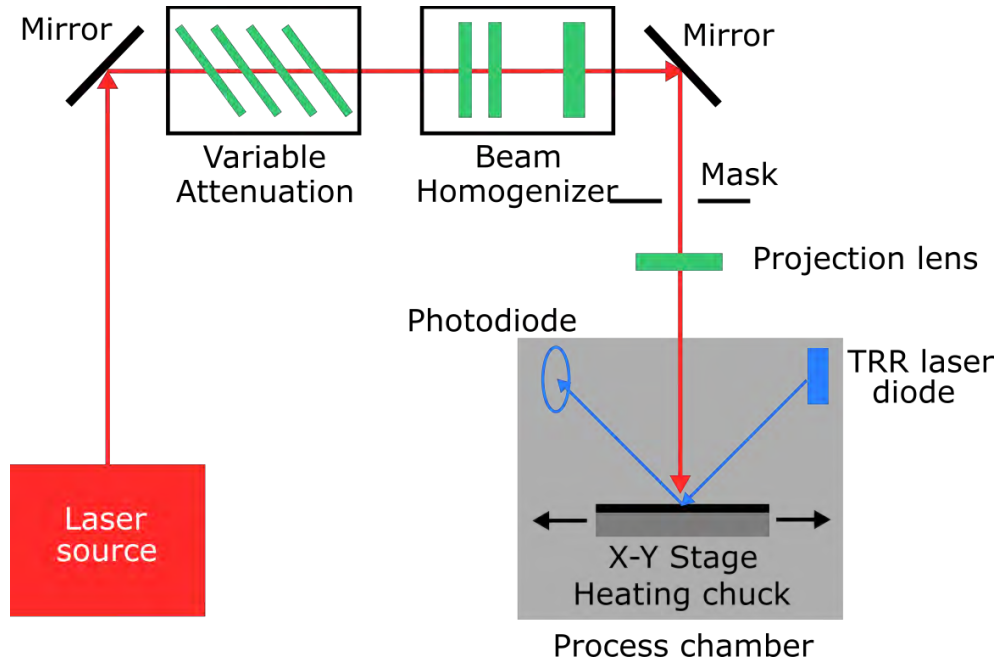 Mirror
Variable
Attenuation
Beam
Homogenizer
Mirror
Mask
Projection lens
Photodiode
TRR laser
diode
Laser
source
X-Y Stage
Heating chuck
Process chamber